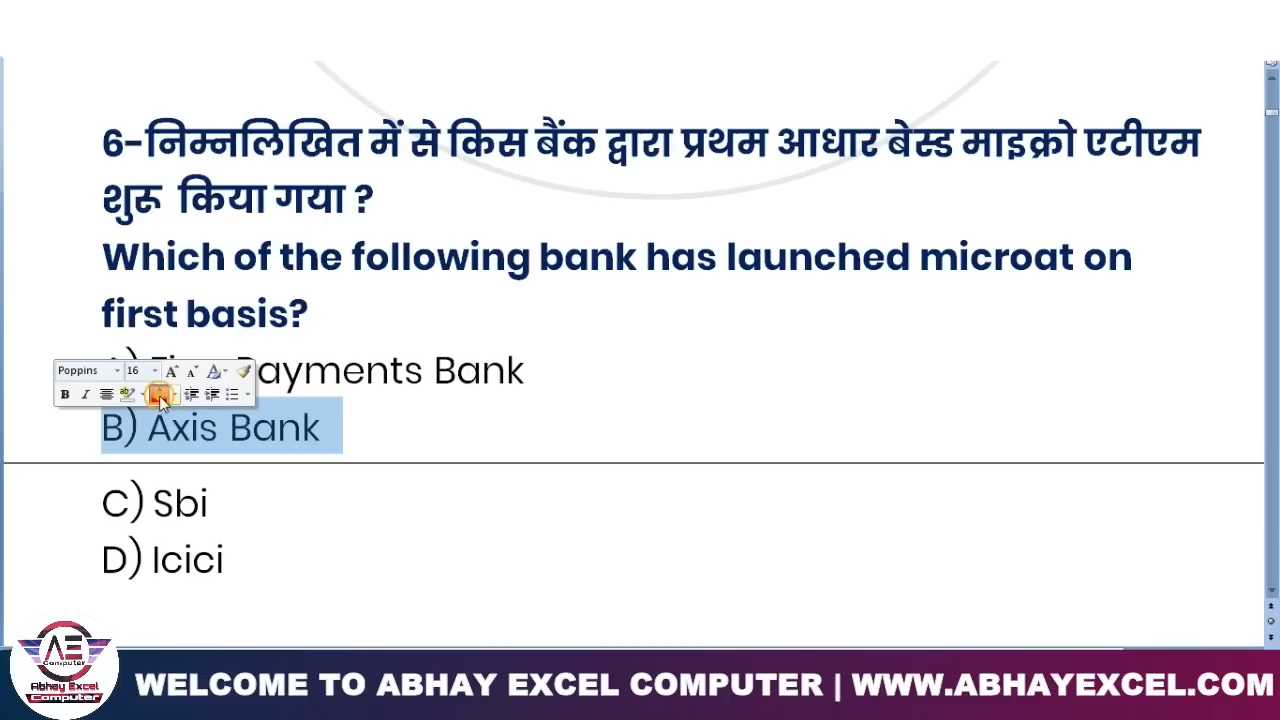 6-निम्नलिखित में से किस बैंक द्वारा प्रथम आधार बेस्ड माइक्रो एटीएम
शुरू किया गया ?
Which of the following bank has launched microat on
first basis?
Payments Bank
Poppins 16
B) Axis Bank
C) Sbi
D) Icici
AE
Computer
Abhay Excel
Computer
WELCOME TO ABHAY EXCEL COMPUTER | WWW.ABHAYEXCEL.COM